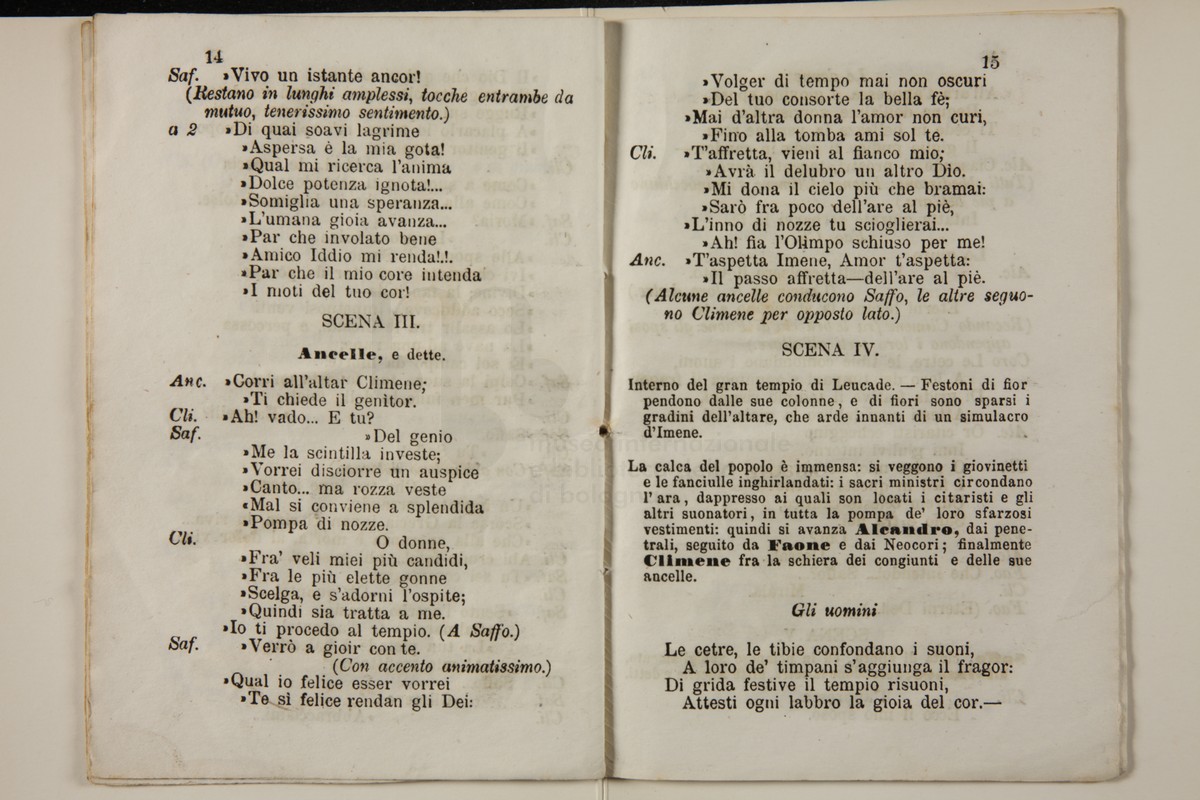 14
Saf. »Vivo un istante ancor!
(Restano in lunghi amplessi, tocche entrambe da
mutuo, tenerissimo sentimento.)
a 2 »Di quai soavi lagrime
»Aspersa è la mia gota!
»Qual mi ricerca l'anima
»Dolce potenza ignota!...
»Somiglia una speranza...
»L'umana gioia avanza...
»Par che involato bene
»Amico Iddio mi renda!.!.
»Par che il mio core intenda
»I moti del tuo cor!
SCENA III.
Ancelle, e dette.
Anc. »Corri all'altar Climene;
»Ti chiede il genitor.
Cli. »Ah! vado... E tu?
Saf. »Del genio
»Me la scintilla investe;
»Vorrei disciorre un auspice
»Canto... ma rozza veste
«Mal si conviene a splendida
»Pompa di nozze.
Cli. O donne,
»Fra' veli miei più candidi,
»Fra le più elette gonne
»Scelga, e s'adorni l'ospite;
»Quindi sia tratta a me.
»Io ti procedo al tempio. (A Saffo.)
Saf. »Verrò a gioir con te.
(Con accento animatissimo.)
»Qual io felice esser vorrei
»Te sì felice rendan gli Dei:
15
»Volger di tempo mai non oscuri
»Del tuo consorte la bella fè;
»Mai d'altra donna l'amor non curi,
»Fino alla tomba ami sol te.
Cli. »T'affretta, vieni al fianco mio;
»Avrà il delubro un altro Dio.
»Mi dona il cielo più che bramai:
»Sarò fra poco dell'are al piè,
»L'inno di nozze tu scioglierai...
»Ah! fia l'Olimpo schiuso per me!
Anc. »T'aspetta Imene, Amor t'aspetta:
»Il passo affretta—dell'are al piè.
(Alcune ancelle conducono Saffo, le altre seguo-
no Climene per opposto lato.)
SCENA IV.
Interno del gran tempio di Leucade. — Festoni di fior
pendono dalle sue colonne, e di fiori sono sparsi i
gradini dell'altare, che arde innanti di un simulacro
d'Imene.
La calca del popolo è immensa: si veggono i giovinetti
e le fanciulle inghirlandati: i sacri ministri circondano
l'ara, dappresso ai quali son locati i citaristi e gli
altri suonatori, in tutta la pompa de' loro sfarzosi
vestimenti: quindi si avanza Alcandro, dai pene-
trali, seguito da Faone e dai Neocori; finalmente
Climene fra la schiera dei congiunti e delle sue
ancelle.
Gli uomini
Le cetre, le tibie confondano i suoni,
A loro de' timpani s'aggiunga il fragor:
Di grida festive il tempio risuoni,
Attesti ogni labbro la gioia del cor.—